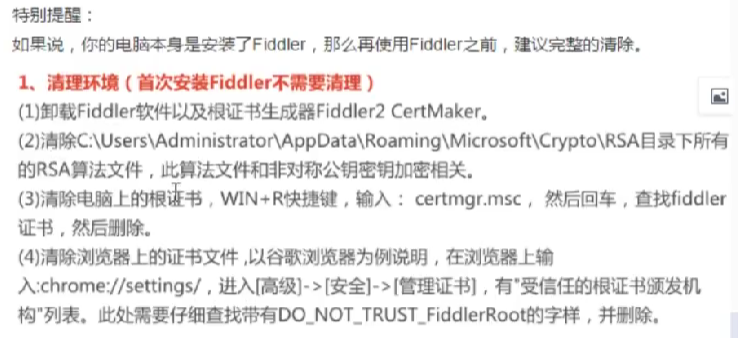 特别提醒：
如果说，你的电脑本身是安装了Fiddler，那么再使用Fiddler之前，建议完整的清除。
1、清理环境（首次安装Fiddler不需要清理）
(1)卸载Fiddler软件以及根证书生成器Fiddler2 CertMaker。
(2)清除C:\Users\Administrator\AppData\Roaming\Microsoft\Crypto\RSA目录下所有
的RSA算法文件，此算法文件和非对称公钥密钥加密相关。
(3)清除电脑上的根证书，WIN+R快捷键，输入： certmgr.msc， 然后回车，查找fiddler
证书，然后删除。
(4)清除浏览器上的证书文件 ,以谷歌浏览器为例说明，在浏览器上输
入:chrome://settings/，进入[高级]->[安全]->[管理证书]，有"受信任的根证书颁发机
构"列表。此处需要仔细查找带有DO_NOT_TRUST_FiddlerRoot的字样，并删除。